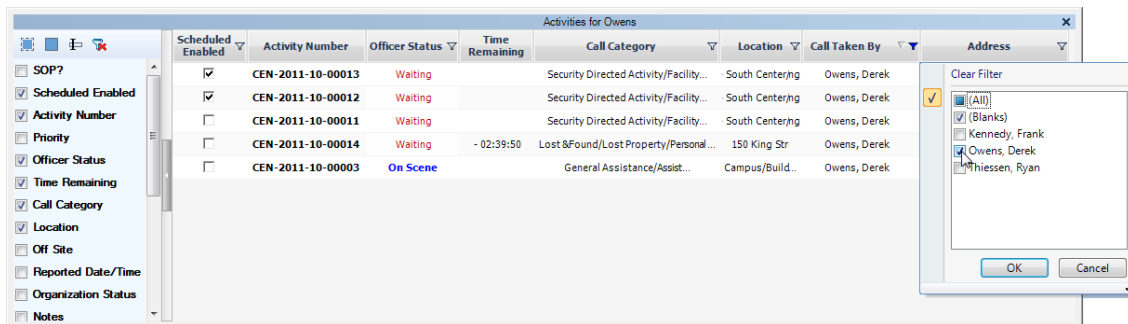 Activities for Owens
Scheduled Enabled
Activity Number
Officer Status
Time Remaining
Call Category
Location
Call Taken By
Address
SOP?
Scheduled Enabled
Activity Number
Priority
Officer Status
Time Remaining
Call Category
Location
Off Site
Reported Date/Time
Organization Status
Notes
CEN-2011-10-00013 Waiting Security Directed Activity/Facility... South Center/ng Owens, Derek
CEN-2011-10-00012 Waiting Security Directed Activity/Facility... South Center/ng Owens, Derek
CEN-2011-10-00011 Waiting Security Directed Activity/Facility... South Center/ng Owens, Derek
CEN-2011-10-00014 Waiting - 02:39:50 Lost &Found/Lost Property/Personal... 150 King Str Owens, Derek
CEN-2011-10-00003 On Scene General Assistance/Assist... Campus/Build... Owens, Derek
Clear Filter
(All)
(Blanks)
Kennedy, Frank
Owens, Derek
Thiessen, Ryan
OK Cancel